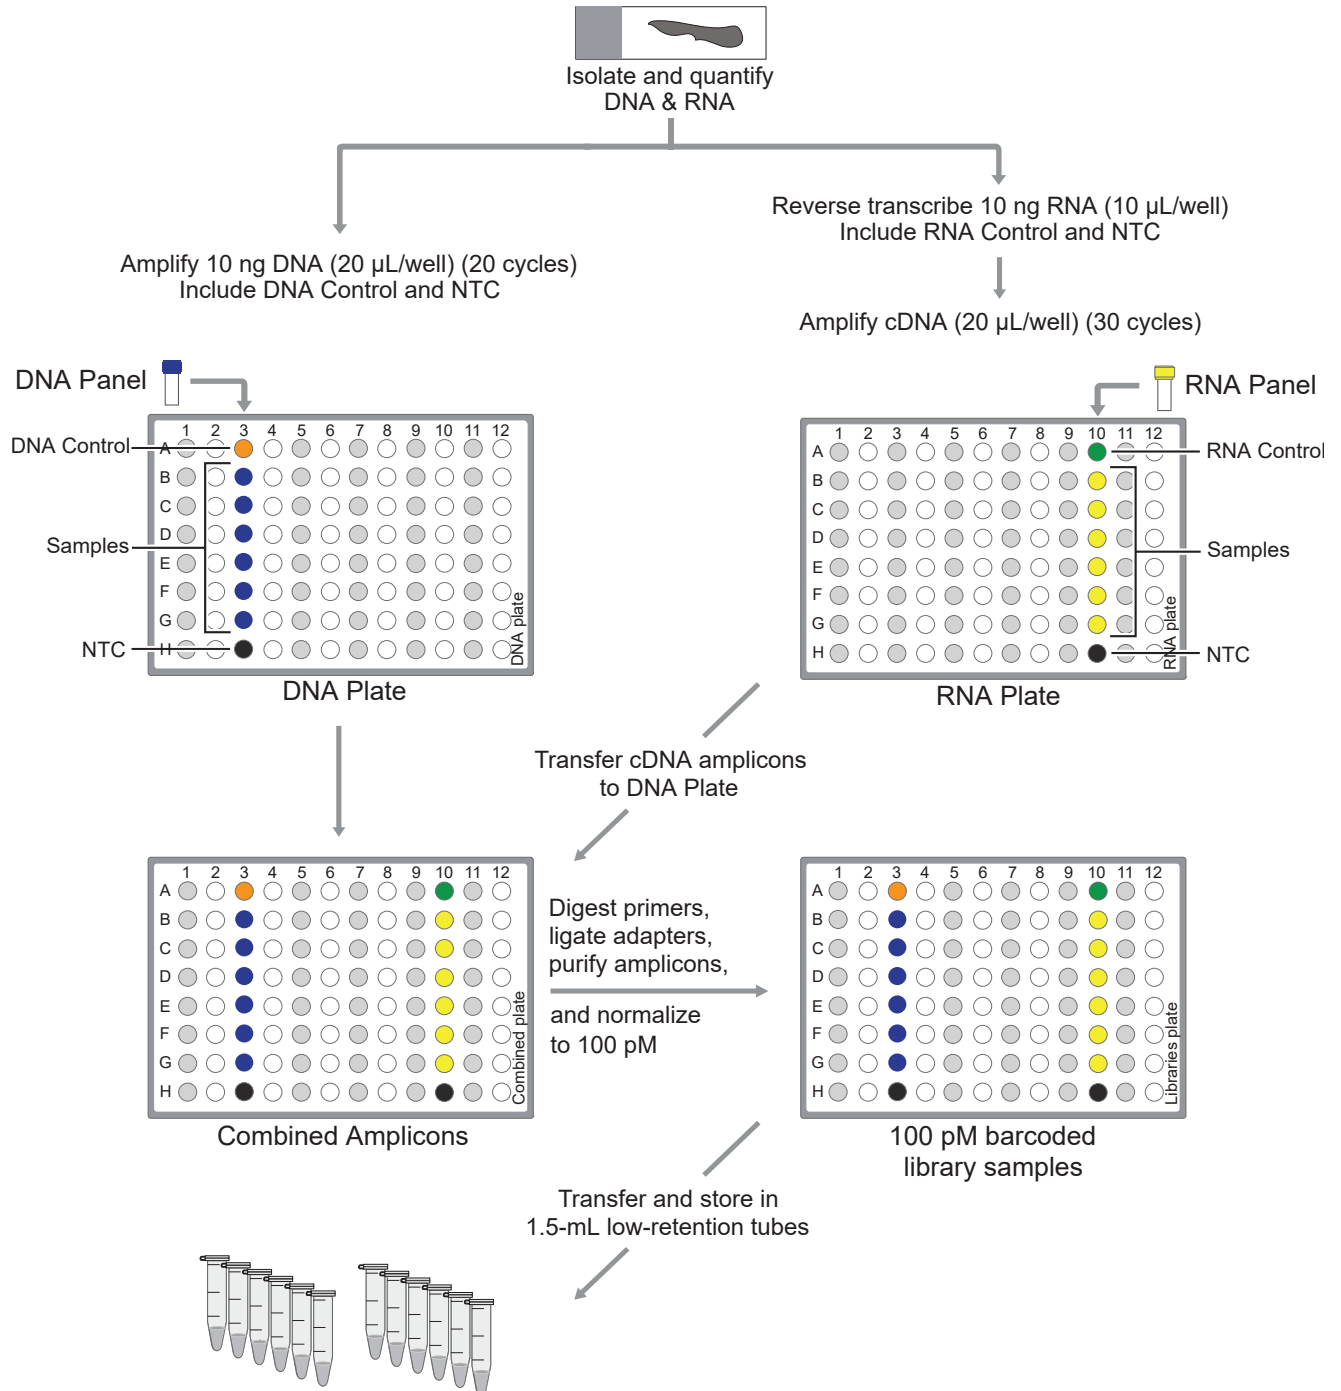 Isolate and quantify
DNA & RNA
Reverse transcribe 10 ng RNA (10 µL/well)
Include RNA Control and NTC
Amplify 10 ng DNA (20 µL/well) (20 cycles)
Include DNA Control and NTC
Amplify cDNA (20 µL/well) (30 cycles)
DNA Panel
RNA Panel
1 2 3 4 5 6 7 8 9 10 11 12
DNA Control
A
B
C
D
E
F
G
H
Samples
NTC
DNA plate
DNA Plate
1 2 3 4 5 6 7 8 9 10 11 12
A
B
C
D
E
F
G
H
RNA Control
Samples
NTC
RNA plate
RNA Plate
Transfer cDNA amplicons
to DNA Plate
1 2 3 4 5 6 7 8 9 10 11 12
A
B
C
D
E
F
G
H
Combined plate
Combined Amplicons
Digest primers,
ligate adapters,
purify amplicons,
and normalize
to 100 pM
1 2 3 4 5 6 7 8 9 10 11 12
A
B
C
D
E
F
G
H
Libraries plate
100 pM barcoded
library samples
Transfer and store in
1.5-mL low-retention tubes